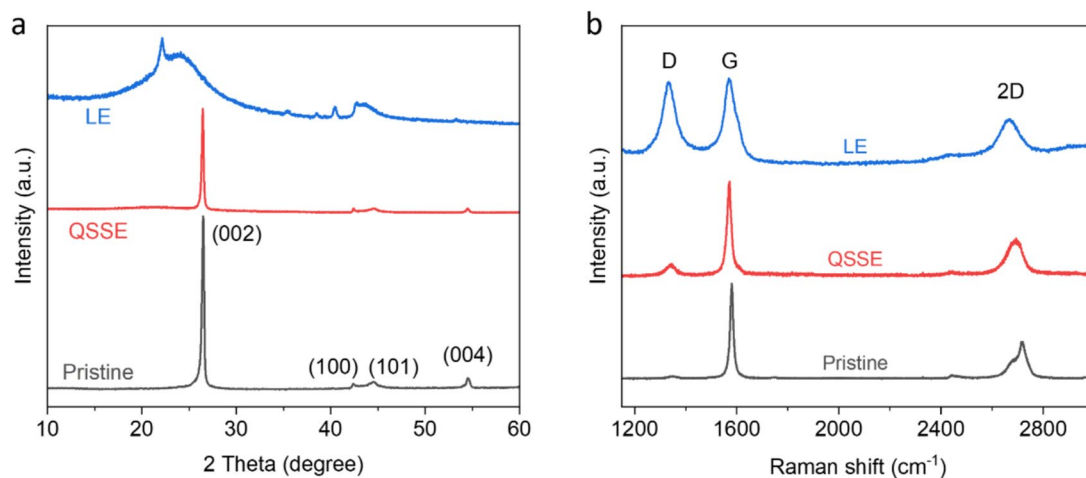 a
LE
QSSE
(002)
Pristine
(100)
(101)
(004)
10
20
30
40
50
60
2 Theta (degree)
Intensity (a.u.)
b
D
G
2D
LE
QSSE
Pristine
1200
1600
2000
2400
2800
Raman shift (cm⁻¹)
Intensity (a.u.)